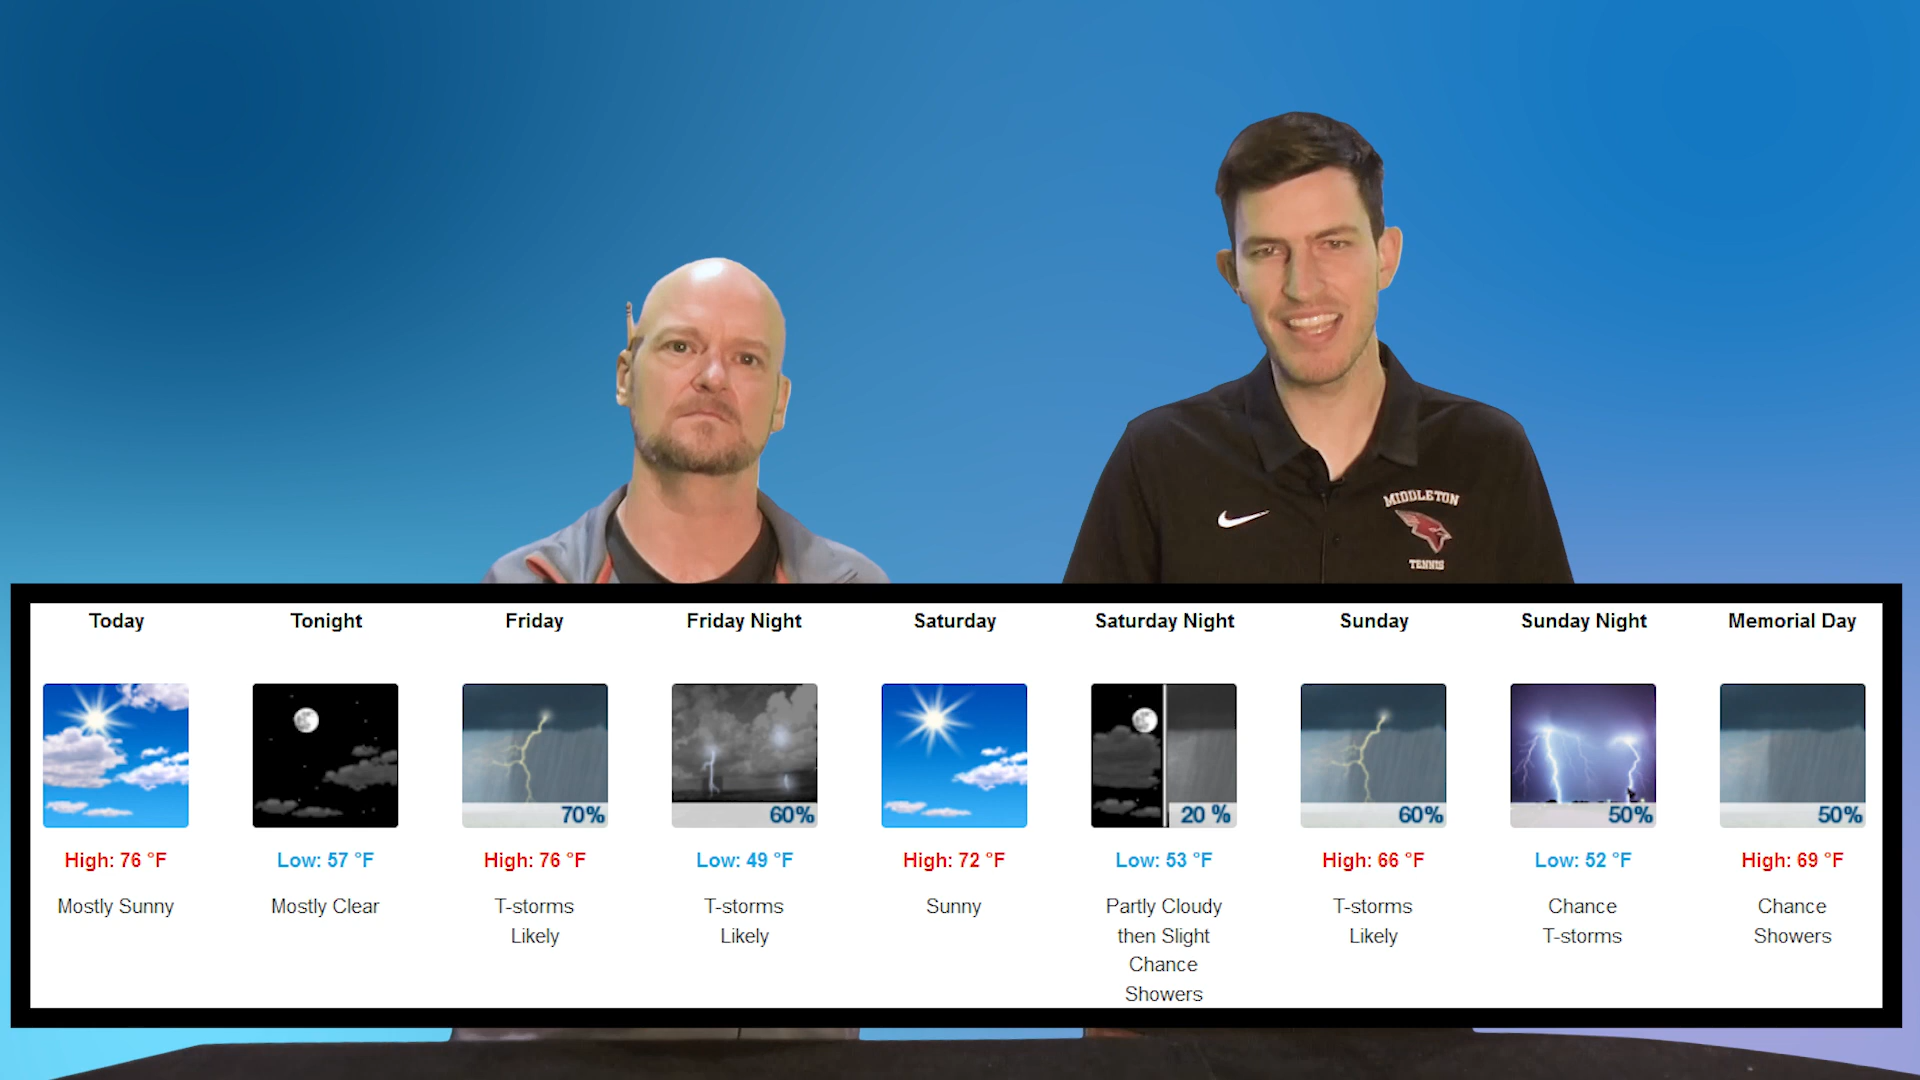 MIDDLETON
TENNIS
Today
Tonight
Friday
Friday Night
Saturday
Saturday Night
Sunday
Sunday Night
Memorial Day
70%
60%
20 %
60%
50%
50%
High: 76 °F
Low: 57 °F
High: 76 °F
Low: 49 °F
High: 72 °F
Low: 53 °F
High: 66 °F
Low: 52 °F
High: 69 °F
Mostly Sunny
Mostly Clear
T-storms
Likely
T-storms
Likely
Sunny
Partly Cloudy
then Slight
Chance
Showers
T-storms
Likely
Chance
T-storms
Chance
Showers